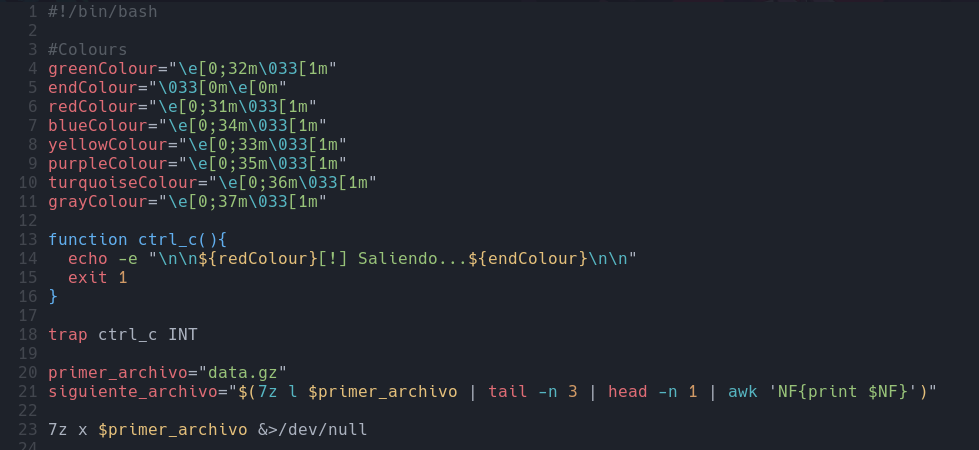 1 #!/bin/bash
2
3 #Colours
4 greenColour="\e[0;32m\033[1m"
5 endColour="\033[0m\e[0m"
6 redColour="\e[0;31m\033[1m"
7 blueColour="\e[0;34m\033[1m"
8 yellowColour="\e[0;33m\033[1m"
9 purpleColour="\e[0;35m\033[1m"
10 turquoiseColour="\e[0;36m\033[1m"
11 grayColour="\e[0;37m\033[1m"
12
13 function ctrl_c(){
14   echo -e "\n\n${redColour}[!] Saliendo...${endColour}\n\n"
15   exit 1
16 }
17
18 trap ctrl_c INT
19
20 primer_archivo="data.gz"
21 siguiente_archivo="$(7z l $primer_archivo | tail -n 3 | head -n 1 | awk 'NF{print $NF}')"
22
23 7z x $primer_archivo &>/dev/null
24